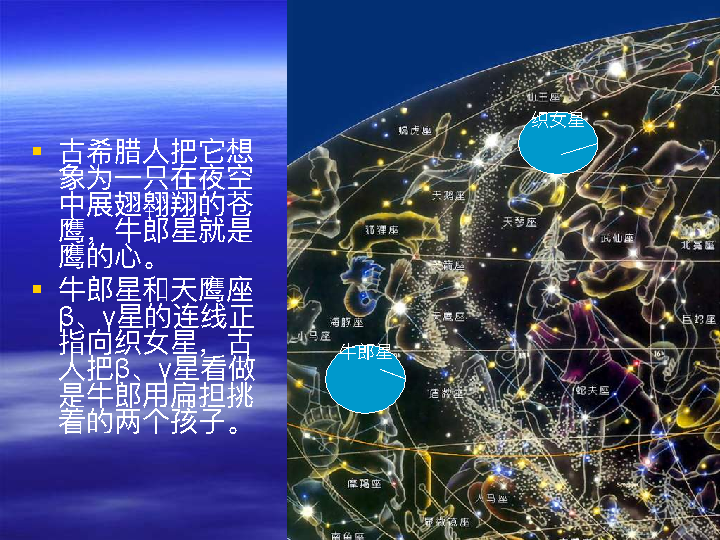 古希腊人把它想
象为一只在夜空
中展翅翱翔的苍
鹰，牛郎星就是
鹰的心。
牛郎星和天鹰座
β、γ星的连线正
指向织女星，古
人把β、γ星看做
是牛郎用扁担挑
着的两个孩子。
仙王座
织女星
蝎虎座
天鹅座
天琴座
狐狸座
武仙座
北冕座
天箭座
天鹰座
海豚座
巨蛇座
小马座
牛郎星
盾牌座
蛇夫座
摩羯座
人马座
显微镜座
南鱼座